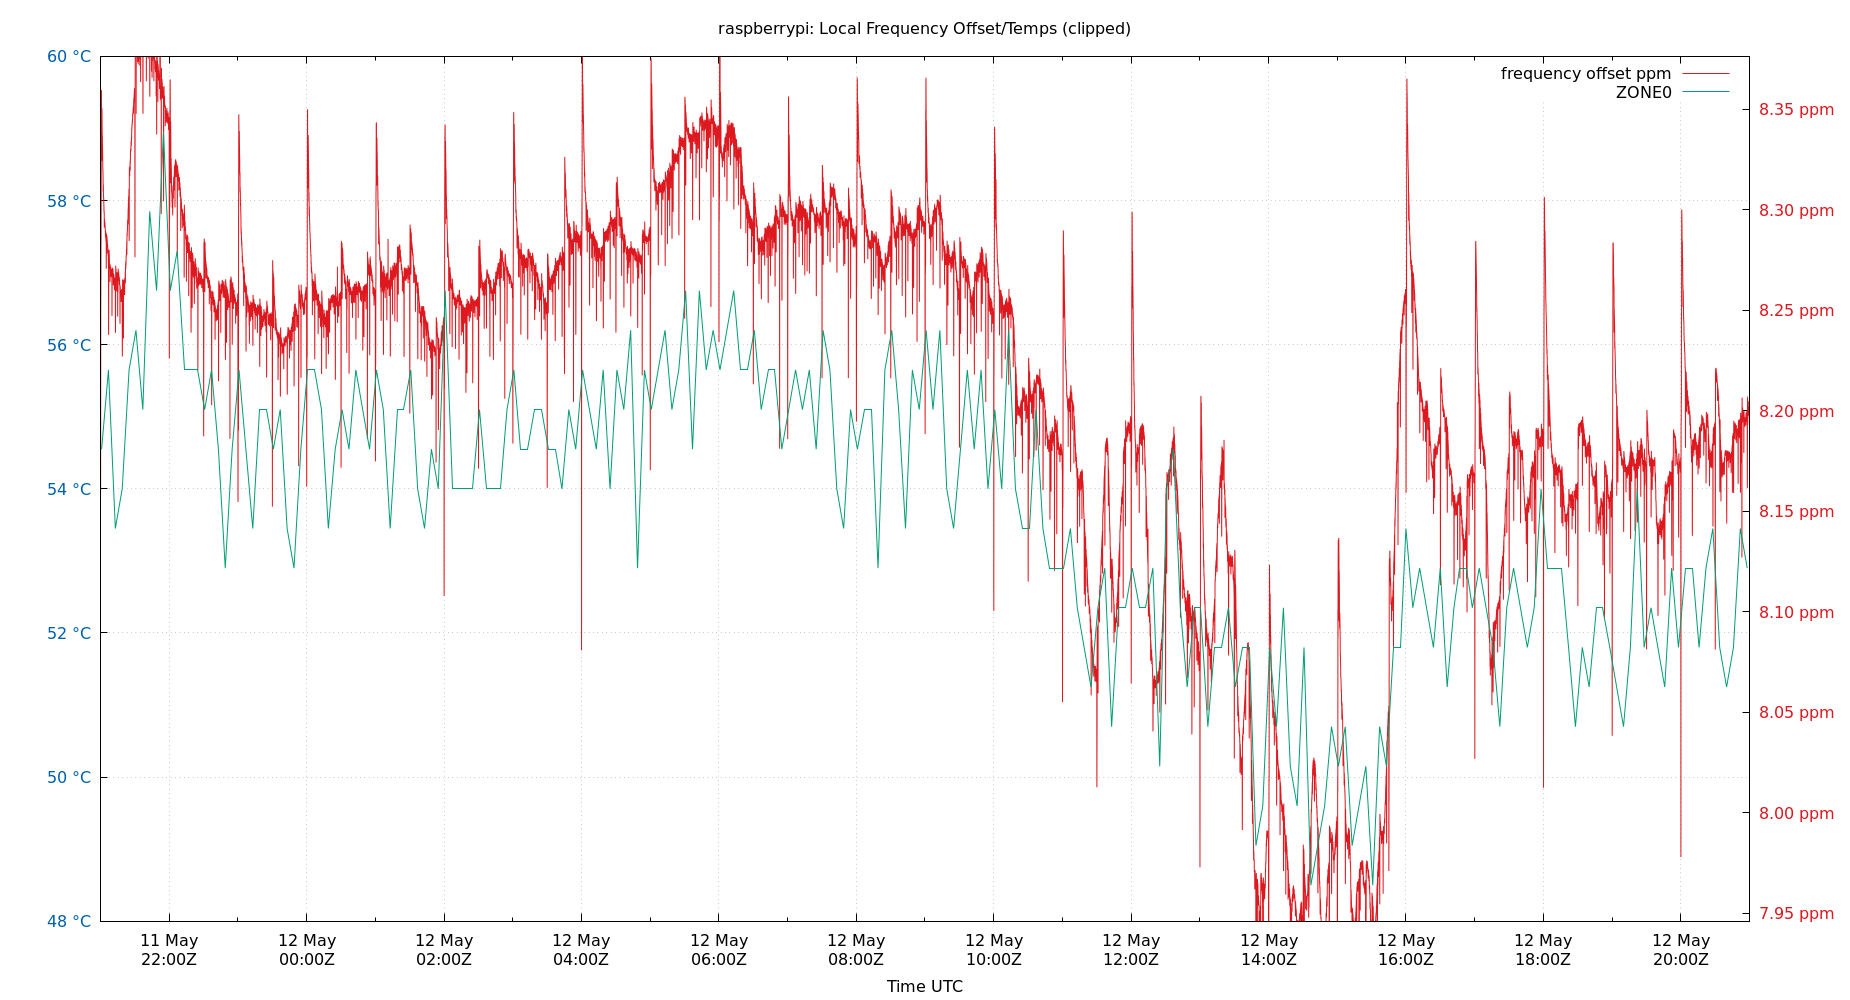 raspberrypi: Local Frequency Offset/Temps (clipped)
frequency offset ppm
ZONE0
60 °C
58 °C
56 °C
54 °C
52 °C
50 °C
48 °C
8.35 ppm
8.30 ppm
8.25 ppm
8.20 ppm
8.15 ppm
8.10 ppm
8.05 ppm
8.00 ppm
7.95 ppm
11 May
22:00Z
12 May
00:00Z
12 May
02:00Z
12 May
04:00Z
12 May
06:00Z
12 May
08:00Z
12 May
10:00Z
12 May
12:00Z
12 May
14:00Z
12 May
16:00Z
12 May
18:00Z
12 May
20:00Z
Time UTC